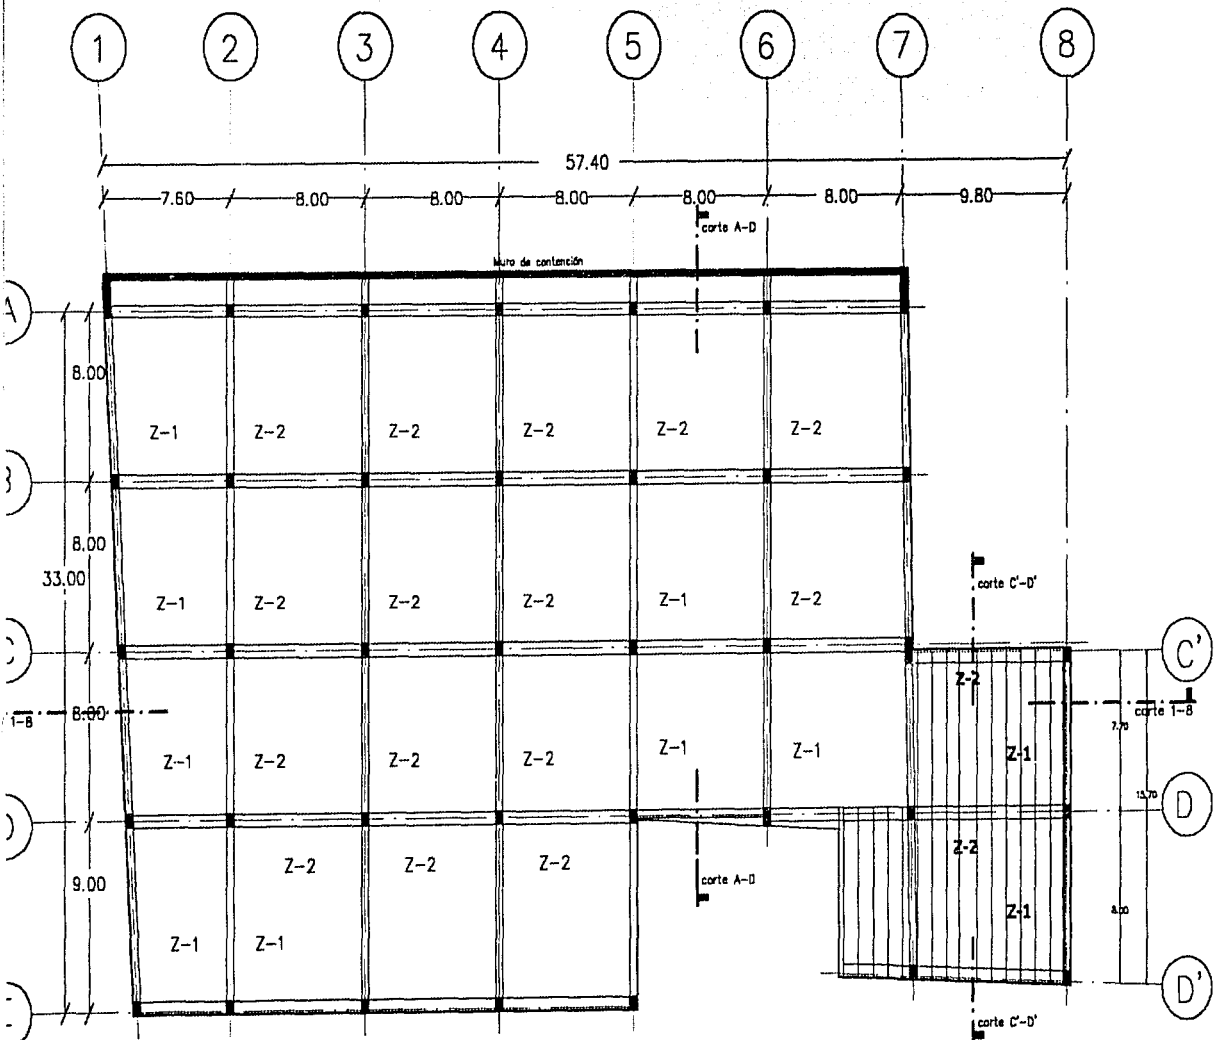 1 2 3 4 5 6 7 8
57.40
7.60 8.00 8.00 8.00 8.00 8.00 9.80
corte A-D
Muro de contención
A
8.00
Z-1 Z-2 Z-2 Z-2 Z-2 Z-2
8.00
33.00
corte C'-D'
Z-1 Z-2 Z-2 Z-2 Z-1 Z-2
C'
Z-2
1-8 8.00 corte 1-8
7.70
Z-1 Z-2 Z-2 Z-2 Z-1 Z-1 Z-1
15.70
D
Z-2 Z-2 Z-2 Z-2
9.00 corte A-D
Z-1 8.00
Z-1 Z-1
D'
corte C'-D'